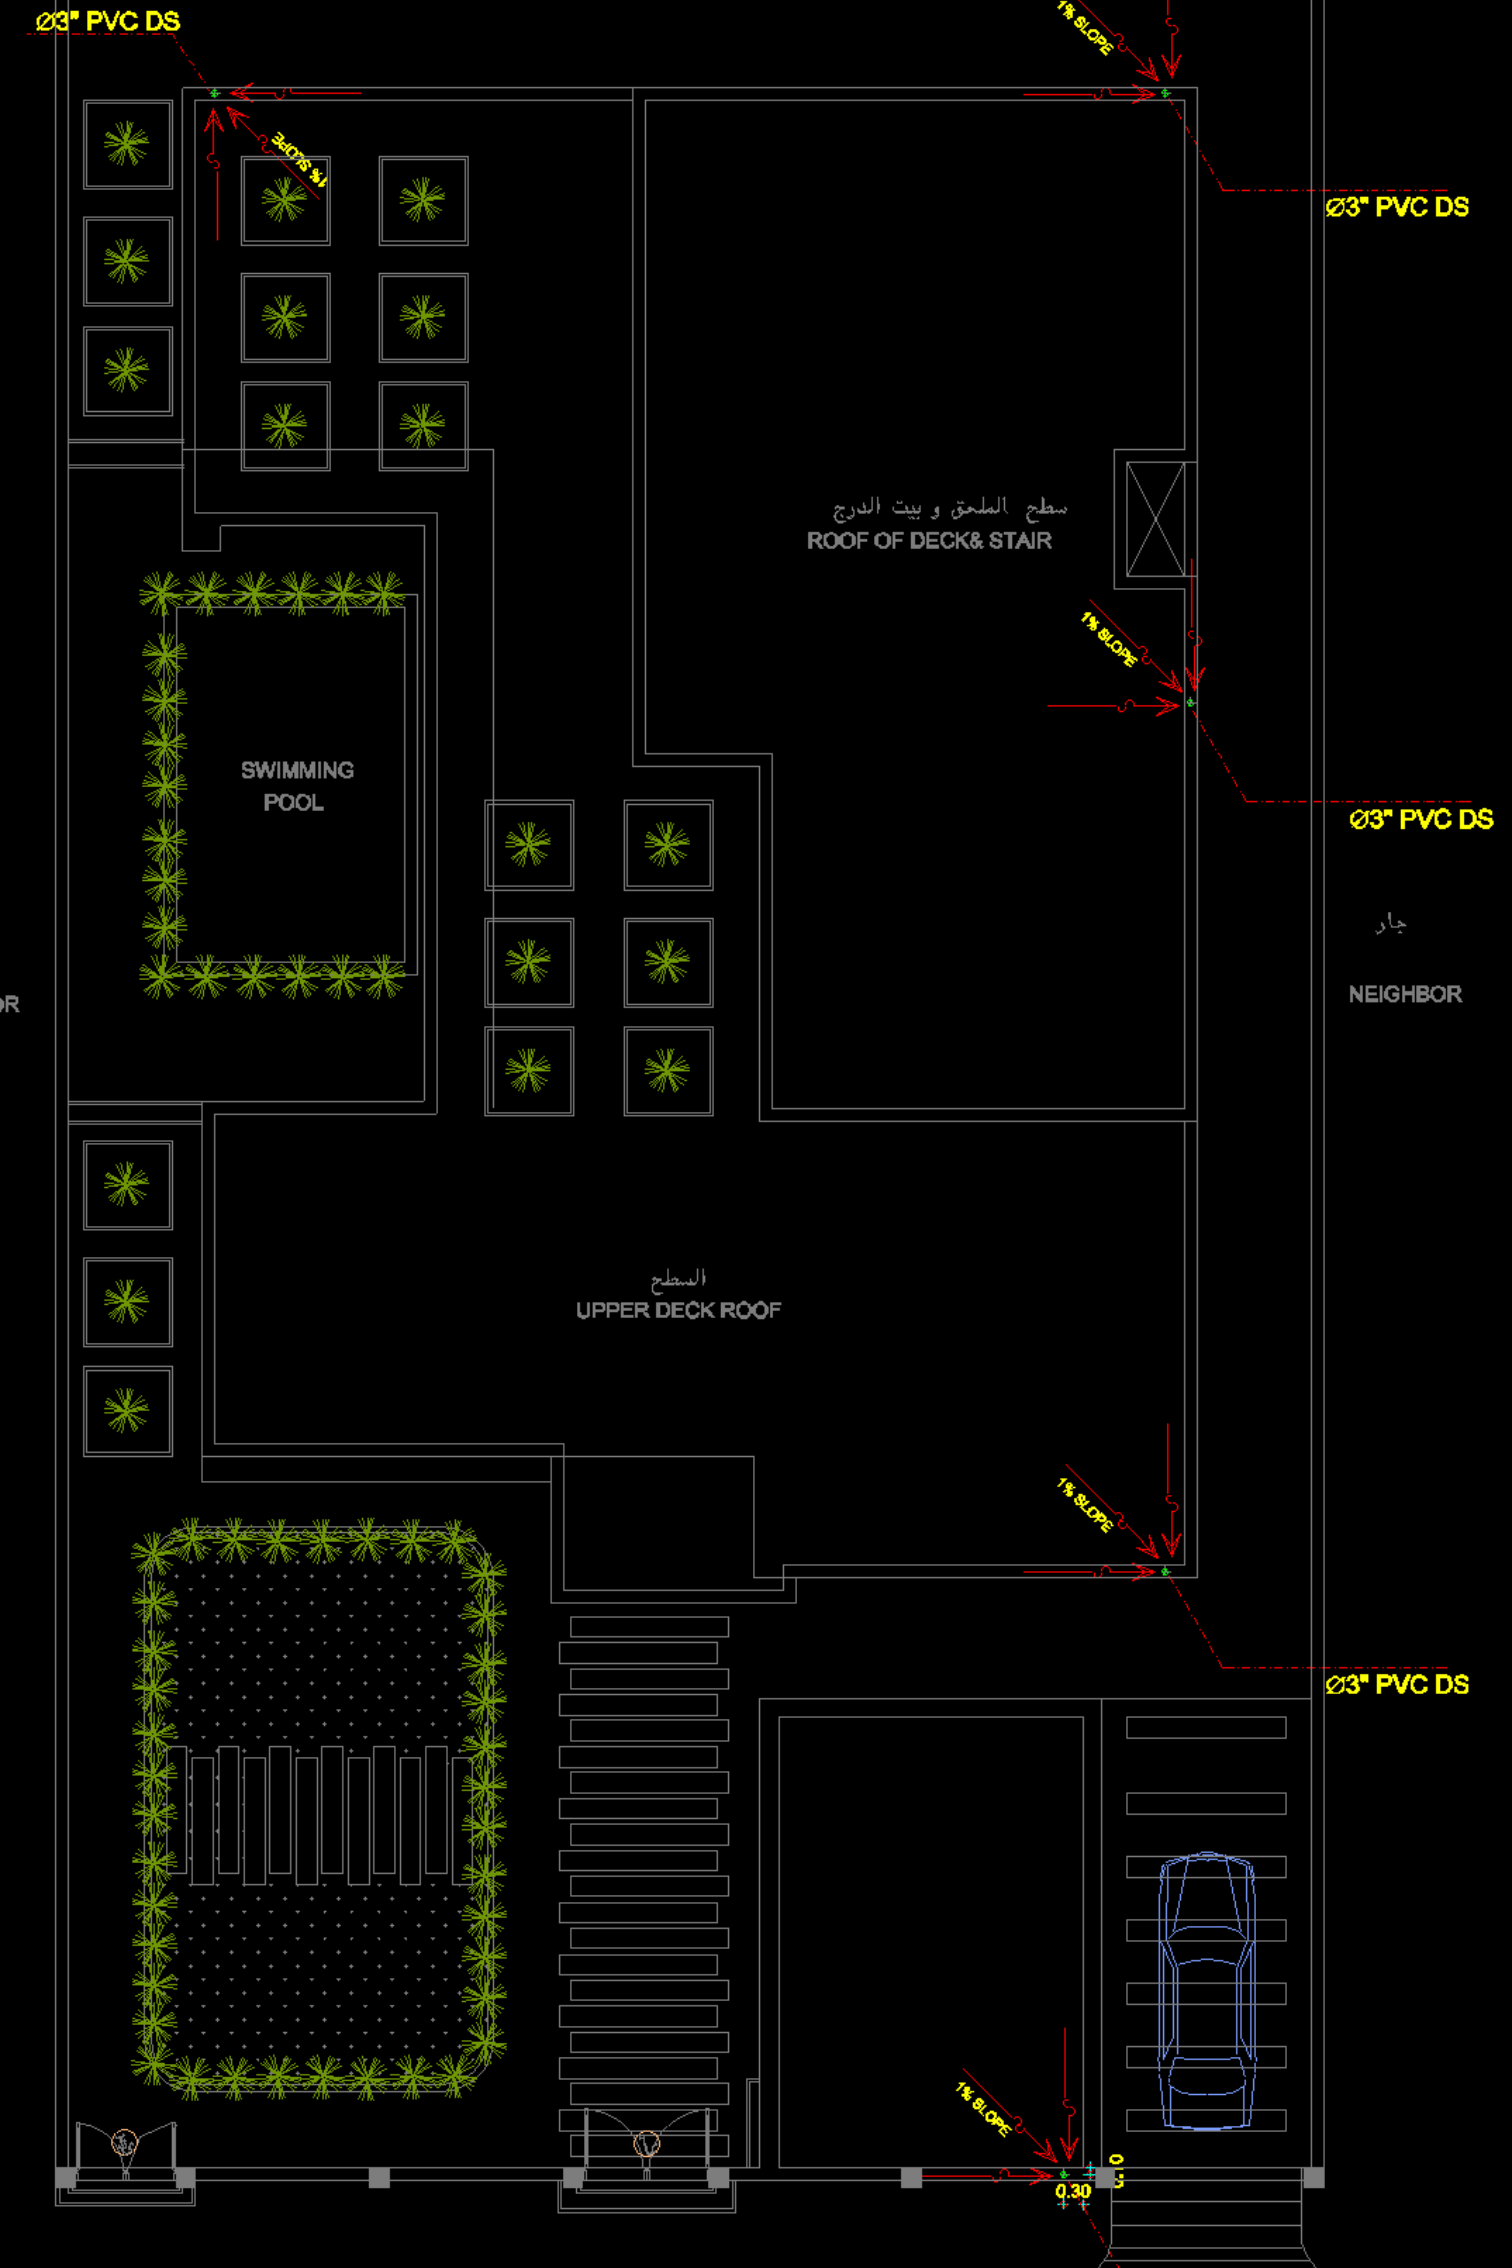 Ø3" PVC DS
1% SLOPE
1% SLOPE
Ø3" PVC DS
سطح الملحق و بيت الدرج
ROOF OF DECK& STAIR
1% SLOPE
SWIMMING
POOL
Ø3" PVC DS
جار
NEIGHBOR
OR
السطح
UPPER DECK ROOF
1% SLOPE
Ø3" PVC DS
1% SLOPE
0.30